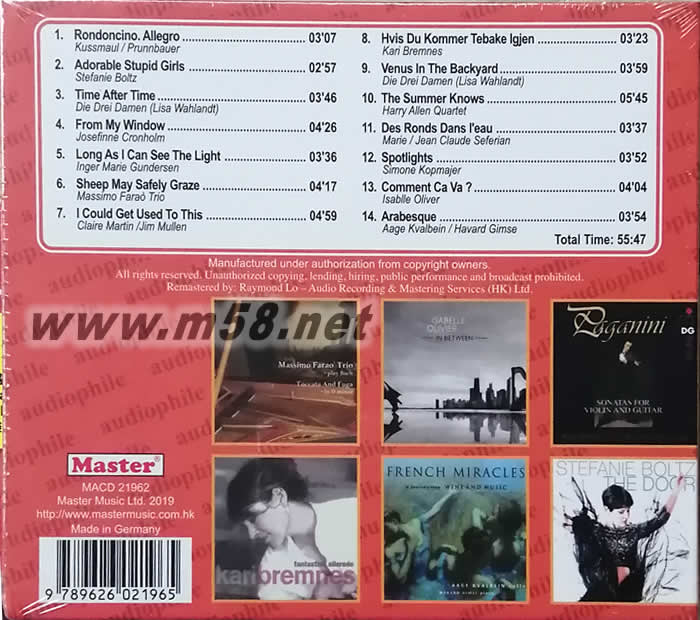 1. Rondoncino. Allegro 03'07
Kussmaul / Prunnbauer
2. Adorable Stupid Girls 02'57
Stefanie Boltz
3. Time After Time 03'46
Die Drei Damen (Lisa Wahlandt)
4. From My Window 04'26
Josefinne Cronholm
5. Long As I Can See The Light 03'36
Inger Marie Gundersen
6. Sheep May Safely Graze 04'17
Massimo Faraò Trio
7. I Could Get Used To This 04'59
Claire Martin /Jim Mullen
8. Hvis Du Kommer Tebake Igjen 03'23
Kari Bremnes
9. Venus In The Backyard 03'59
Die Drei Damen (Lisa Wahlandt)
10. The Summer Knows 05'45
Harry Allen Quartet
11. Des Ronds Dans l'eau 03'37
Marie / Jean Claude Seferian
12. Spotlights 03'52
Simone Kopmajer
13. Comment Ca Va ? 04'04
Isablle Oliver
14. Arabesque 03'54
Aage Kvalbein / Havard Gimse
Total Time: 55:47
Manufactured under authorization from copyright owners.
All rights reserved. Unauthorized copying, lending, hiring, public performance and broadcast prohibited.
Remastered by: Raymond Lo – Audio Recording & Mastering Services (HK) Ltd.
www.m58.net
Massimo Faraò Trio
play Bach
Toccata And Fuga
in D minor
ISABELLE
OLIVIER
IN BETWEEN
Paganini
DG
SONATAS FOR
VIOLIN AND GUITAR
Master®
MACD 21962
Master Music Ltd. 2019
http://www.mastermusic.com.hk
Made in Germany
9 789626 021965
fantastisk allerede
karibremnes
FRENCH MIRACLES
WINE AND MUSIC
AAGE KVALBEIN cello
STEFANIE BOLTZ
THE DOOR
audiophile